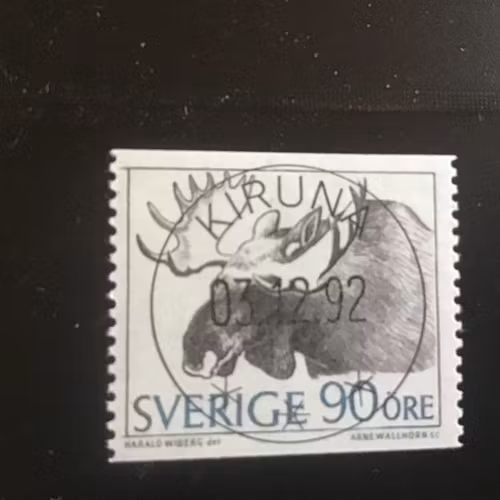 KIRUNA
03.12.92
SVERIGE 90 ÖRE
HARALD WIBERG del ARNE WALLHORN sc